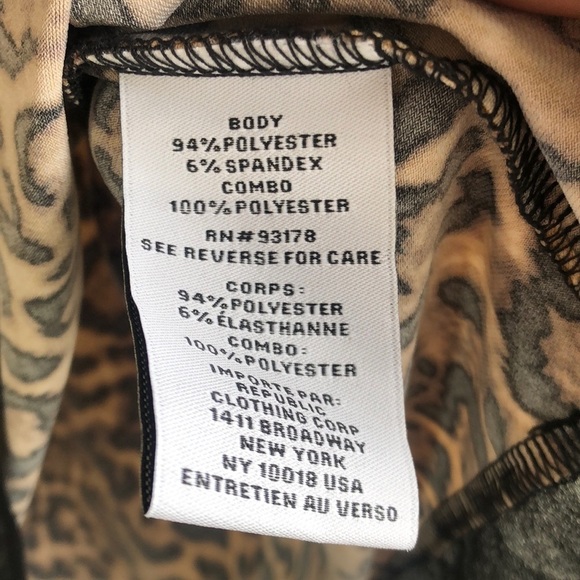 BODY
94% POLYESTER
6% SPANDEX
COMBO
100% POLYESTER
RN# 93178
SEE REVERSE FOR CARE
CORPS:
94% POLYESTER
6% ÉLASTHANNE
COMBO:
100% POLYESTER
IMPORTE PAR:
REPUBLIC
CLOTHING CORP
1411 BROADWAY
NEW YORK
NY 10018 USA
ENTRETIEN AU VERSO